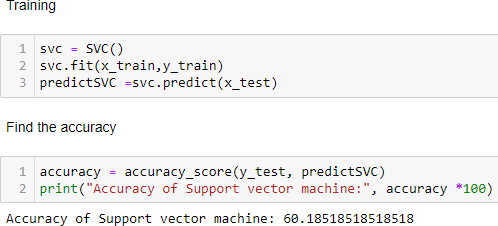 Training
1 svc = SVC()
2 svc.fit(x_train,y_train)
3 predictSVC =svc.predict(x_test)
Find the accuracy
1 accuracy = accuracy_score(y_test, predictSVC)
2 print("Accuracy of Support vector machine:", accuracy *100)
Accuracy of Support vector machine: 60.18518518518518